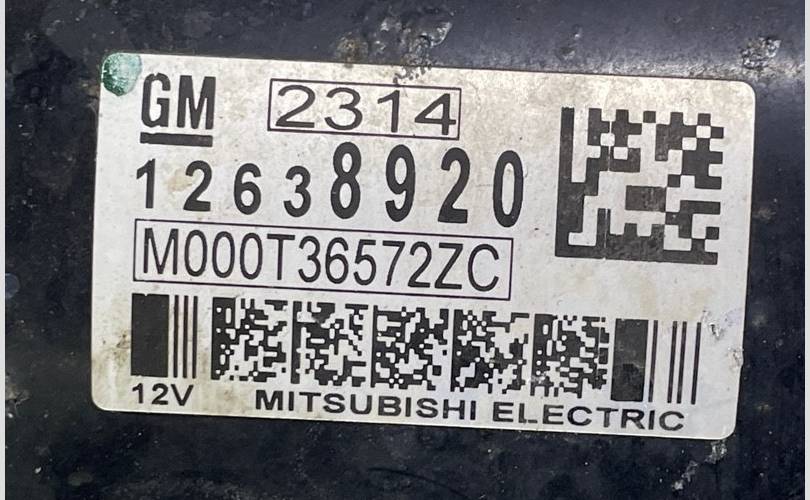 GM 2314
12638920
M000T36572ZC
12V MITSUBISHI ELECTRIC